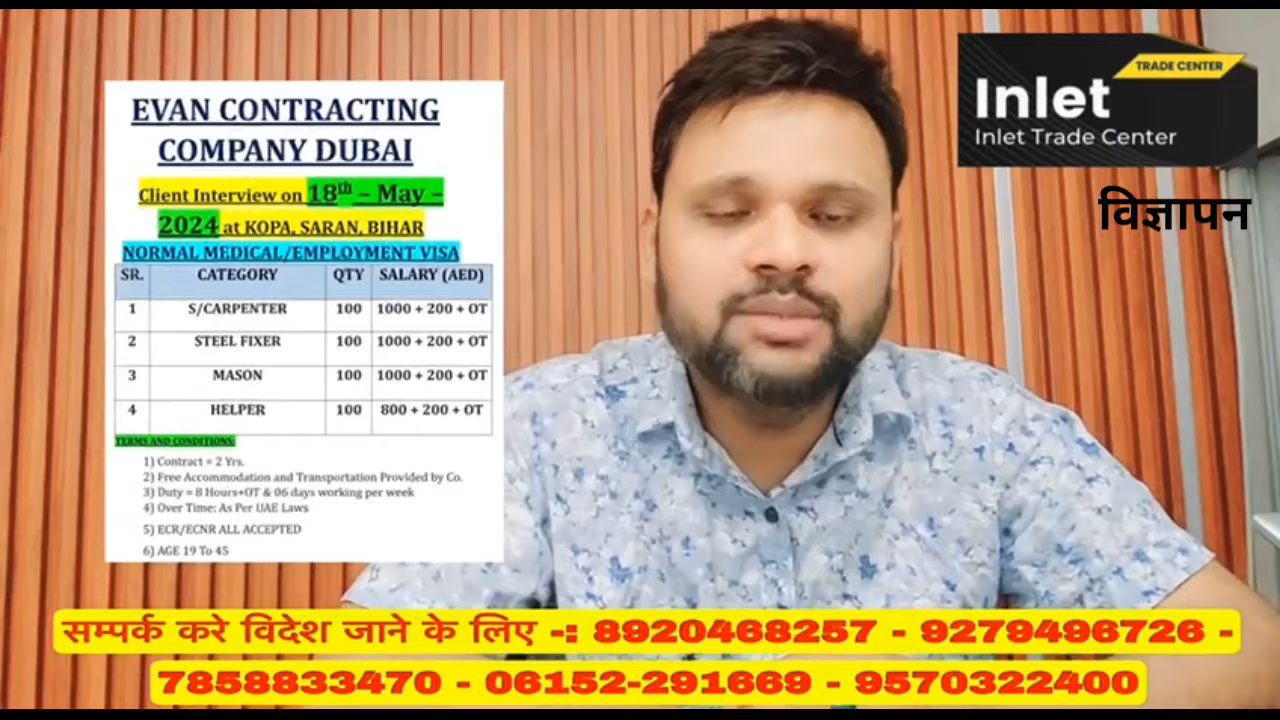 EVAN CONTRACTING
COMPANY DUBAI
Client Interview on 18th – May –
2024 at KOPA, SARAN, BIHAR
NORMAL MEDICAL/EMPLOYMENT VISA
SR. CATEGORY QTY SALARY (AED)
1 S/CARPENTER 100 1000 + 200 + OT
2 STEEL FIXER 100 1000 + 200 + OT
3 MASON 100 1000 + 200 + OT
4 HELPER 100 800 + 200 + OT
TERMS AND CONDITIONS:
1) Contract = 2 Yrs.
2) Free Accommodation and Transportation Provided by Co.
3) Duty = 8 Hours+OT & 06 days working per week
4) Over Time: As Per UAE Laws
5) ECR/ECNR ALL ACCEPTED
6) AGE 19 To 45
TRADE CENTER
Inlet
Inlet Trade Center
विज्ञापन
सम्पर्क करे विदेश जाने के लिए -: 8920468257 - 9279496726 -
7858833470 - 06152-291669 - 9570322400